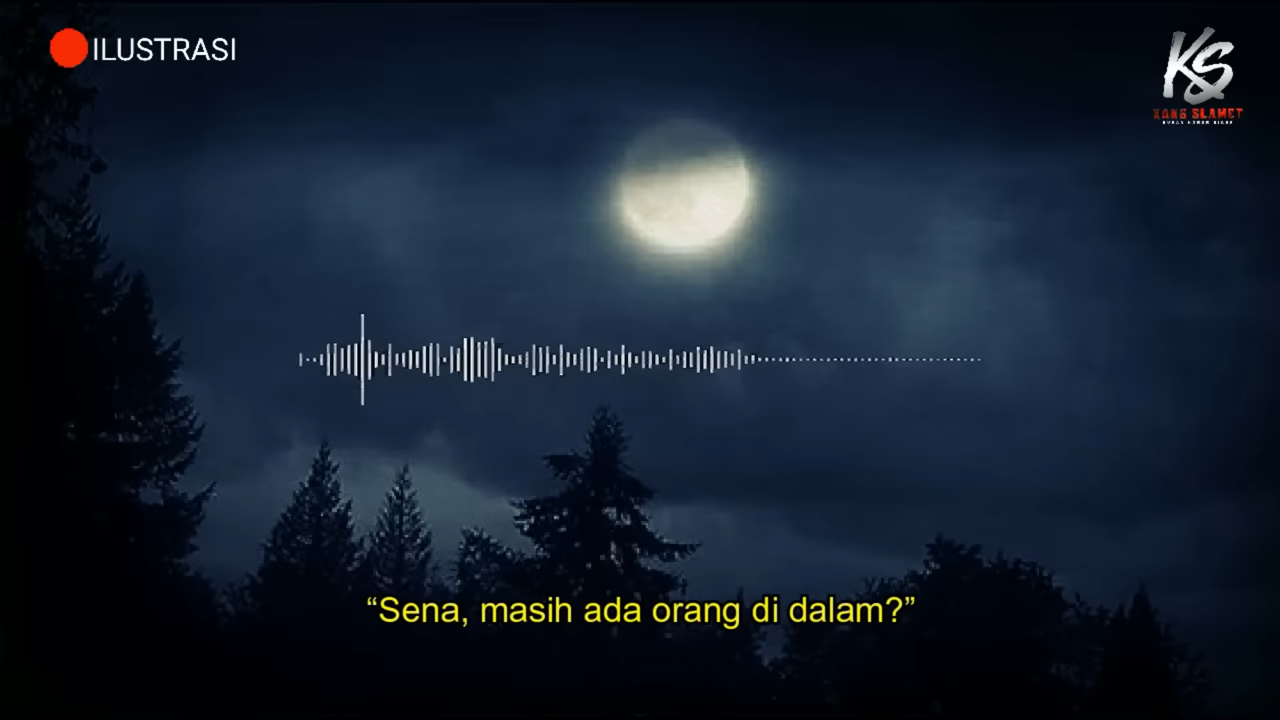 ILUSTRASI
KS
KANG SLAMET
“Sena, masih ada orang di dalam?”